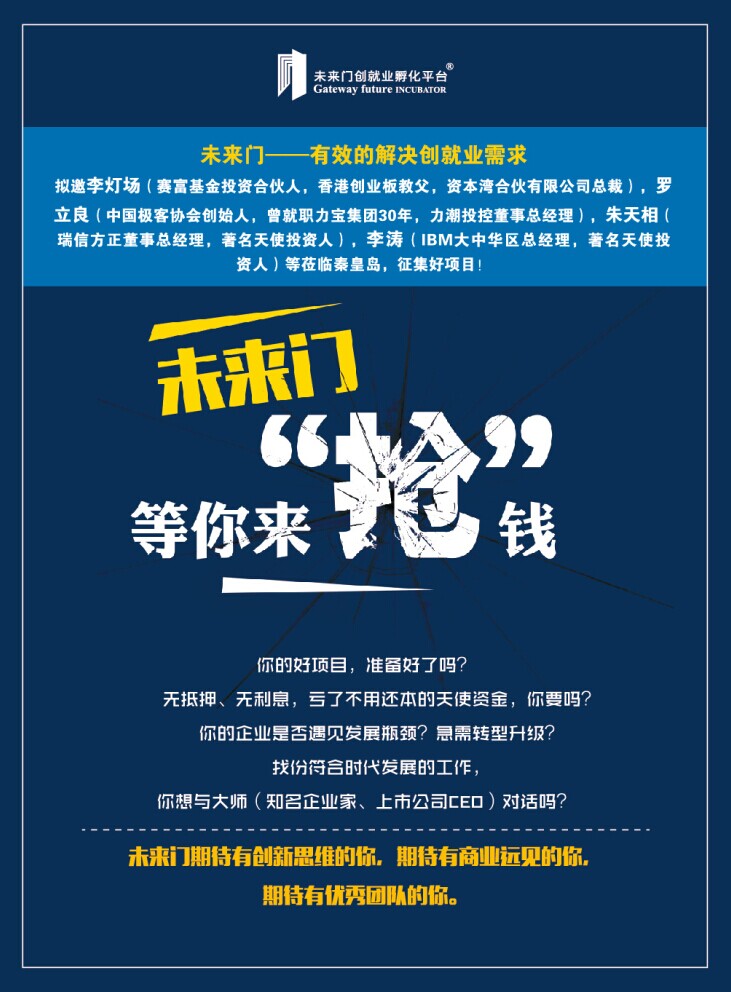 未来门创就业孵化平台®
Gateway future INCUBATOR
未来门——有效的解决创就业需求
拟邀李灯场（赛富基金投资合伙人，香港创业板教父，资本湾合伙有限公司总裁），罗
立良（中国极客协会创始人，曾就职力宝集团30年，力潮投控董事总经理），朱天相（
瑞信方正董事总经理，著名天使投资人），李涛（IBM大中华区总经理，著名天使投
资人）等莅临秦皇岛，征集好项目！
未来门
等你来“抢”钱
你的好项目，准备好了吗？
无抵押、无利息，亏了不用还本的天使资金，你要吗？
你的企业是否遇见发展瓶颈？急需转型升级？
找份符合时代发展的工作，
你想与大师（知名企业家、上市公司CEO）对话吗？
未来门期待有创新思维的你，期待有商业远见的你，
期待有优秀团队的你。